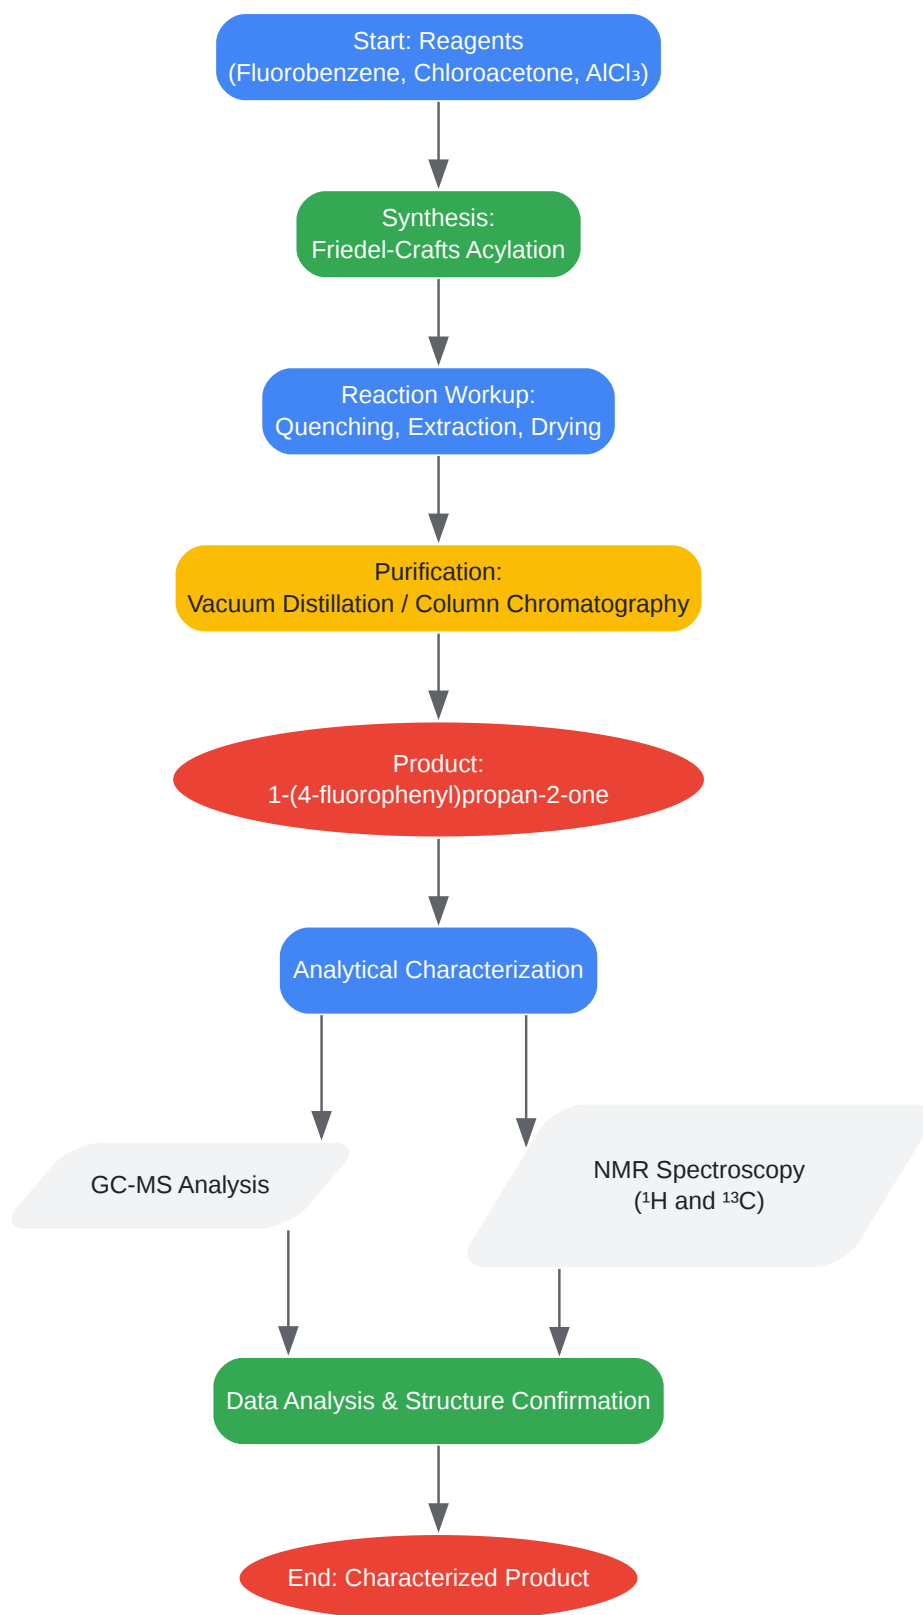 Start: Reagents
(Fluorobenzene, Chloroacetone, AlCl₃)
Synthesis:
Friedel-Crafts Acylation
Reaction Workup:
Quenching, Extraction, Drying
Purification:
Vacuum Distillation / Column Chromatography
Product:
1-(4-fluorophenyl)propan-2-one
Analytical Characterization
GC-MS Analysis
NMR Spectroscopy
(¹H and ¹³C)
Data Analysis & Structure Confirmation
End: Characterized Product